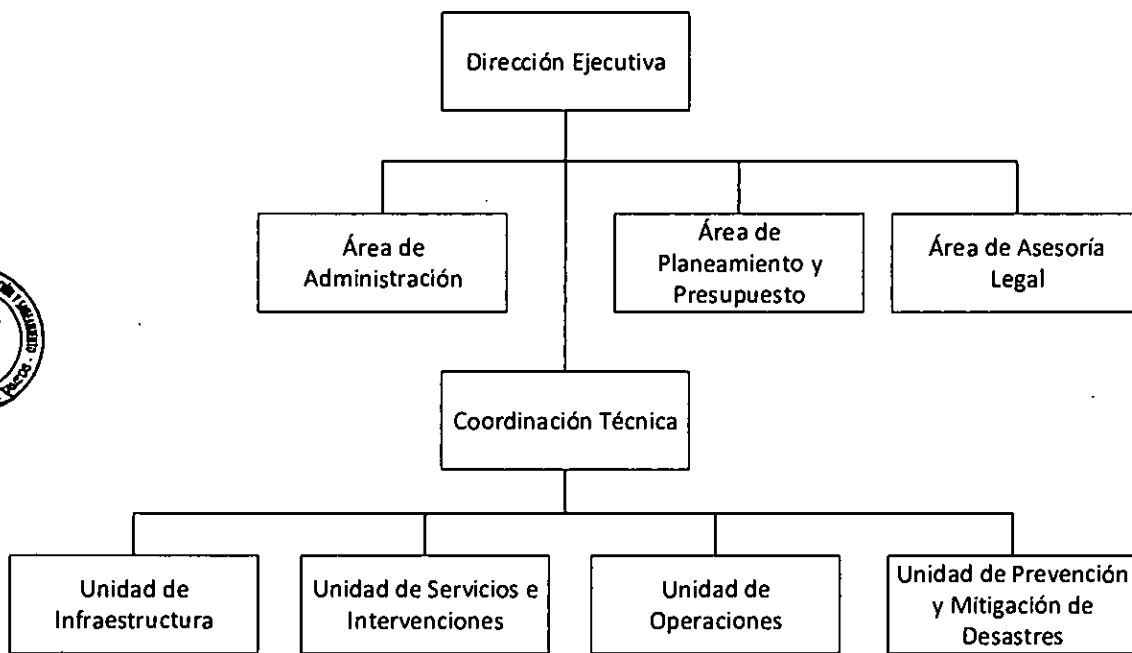 Dirección Ejecutiva
Área de
Administración
Área de
Planeamiento y
Presupuesto
Área de Asesoría
Legal
Coordinación Técnica
Unidad de
Infraestructura
Unidad de Servicios e
Intervenciones
Unidad de
Operaciones
Unidad de Prevención
y Mitigación de
Desastres